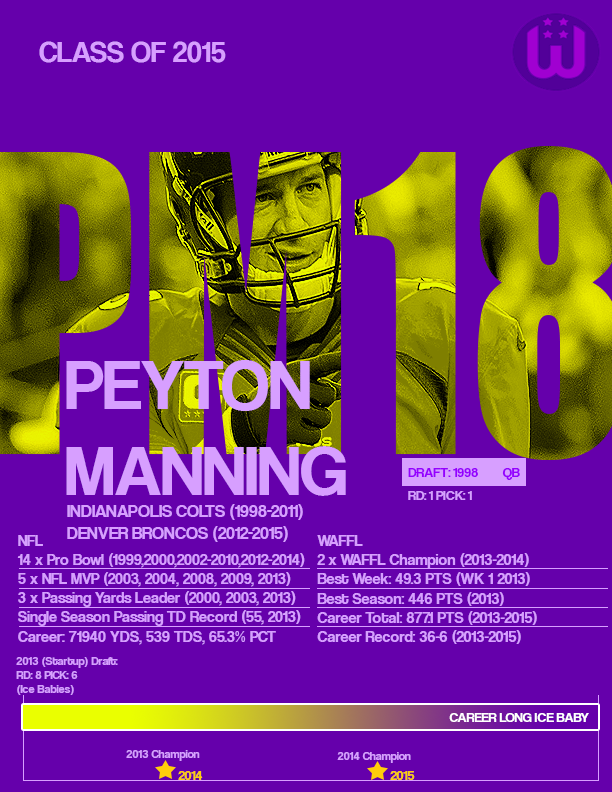 CLASS OF 2015
W
PM18
PEYTON
MANNING
DRAFT: 1998 QB
RD: 1 PICK: 1
INDIANAPOLIS COLTS (1998-2011)
DENVER BRONCOS (2012-2015)
NFL
14 x Pro Bowl (1999,2000,2002-2010,2012-2014)
5 x NFL MVP (2003, 2004, 2008, 2009, 2013)
3 x Passing Yards Leader (2000, 2003, 2013)
Single Season Passing TD Record (55, 2013)
Career: 71940 YDS, 539 TDS, 65.3% PCT
WAFFL
2 x WAFFL Champion (2013-2014)
Best Week: 49.3 PTS (WK 1 2013)
Best Season: 446 PTS (2013)
Career Total: 877.1 PTS (2013-2015)
Career Record: 36-6 (2013-2015)
2013 (Startup) Draft:
RD: 8 PICK: 6
(Ice Babies)
CAREER LONG ICE BABY
2013 Champion
2014
2014 Champion
2015